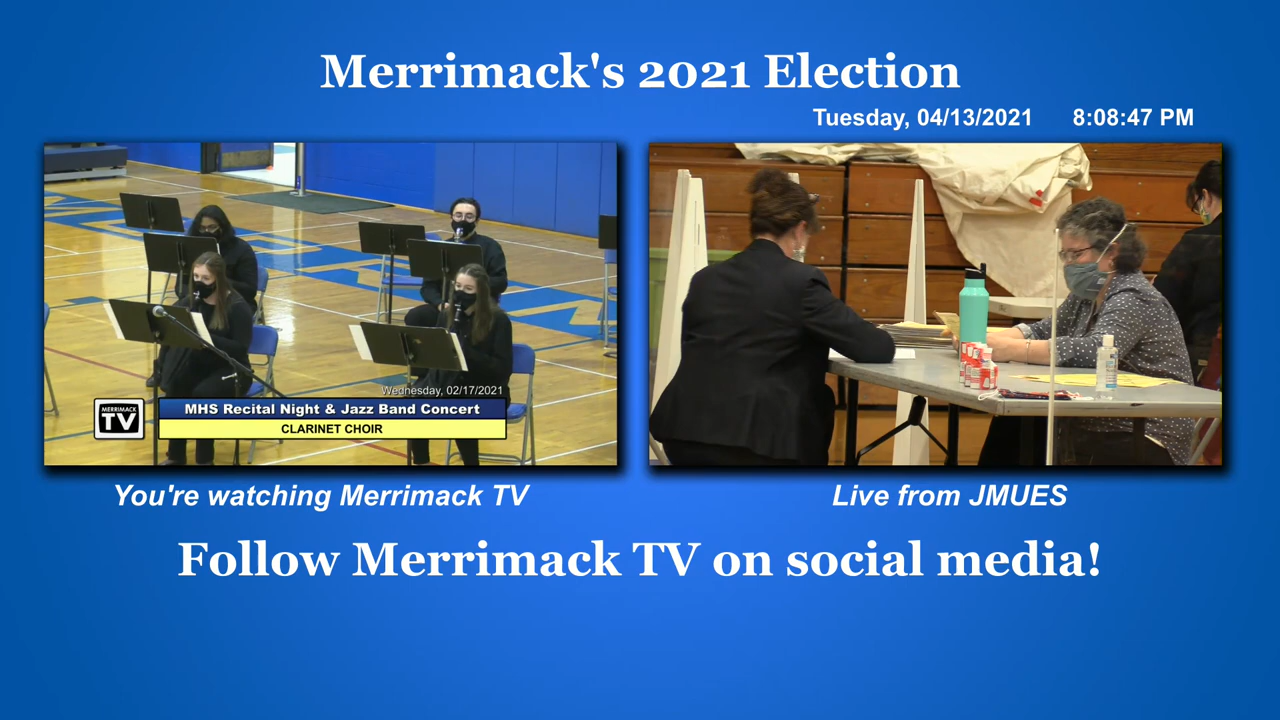 Merrimack's 2021 Election
Tuesday, 04/13/2021 8:08:47 PM
Wednesday, 02/17/2021
MERRIMACK
TV
MHS Recital Night & Jazz Band Concert
CLARINET CHOIR
You're watching Merrimack TV
Live from JMUES
Follow Merrimack TV on social media!